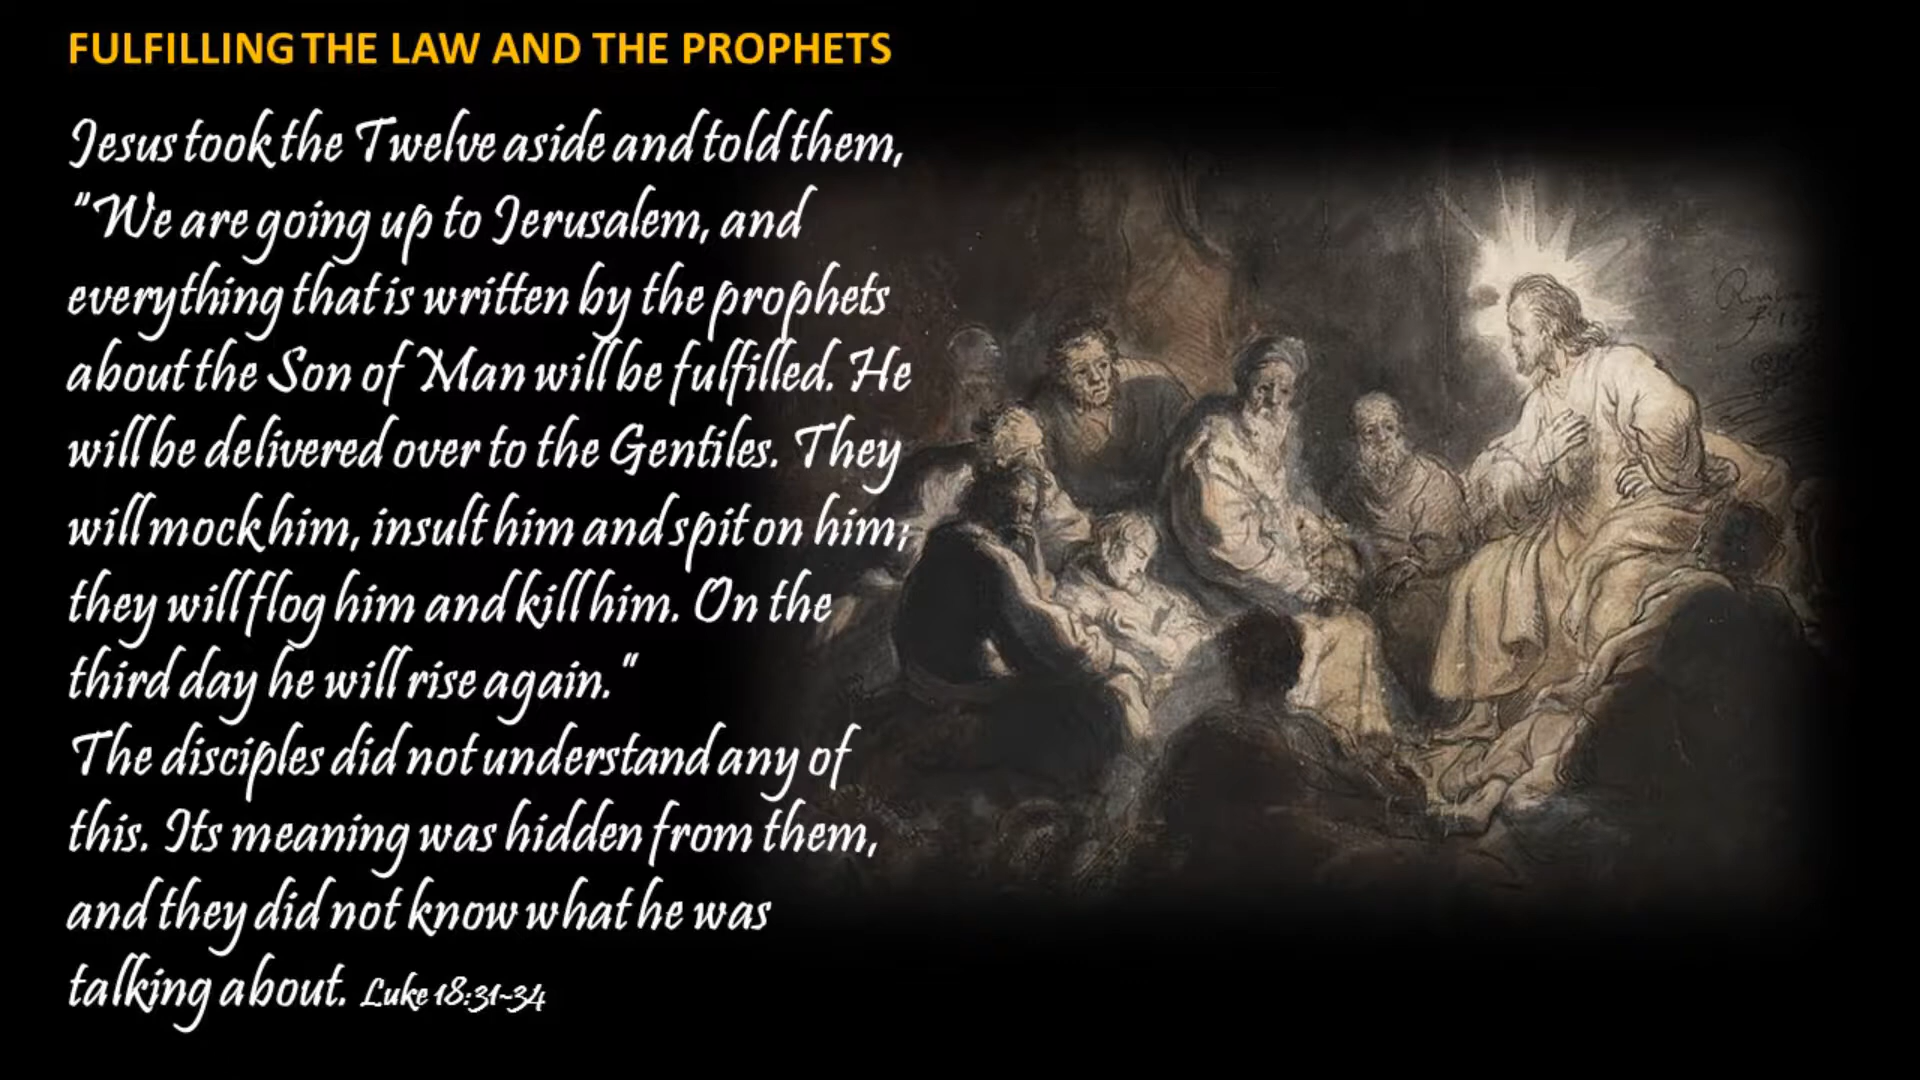 FULFILLING THE LAW AND THE PROPHETS
Jesus took the Twelve aside and told them,
"We are going up to Jerusalem, and
everything that is written by the prophets
about the Son of Man will be fulfilled. He
will be delivered over to the Gentiles. They
will mock him, insult him and spit on him;
they will flog him and kill him. On the
third day he will rise again."
The disciples did not understand any of
this. Its meaning was hidden from them,
and they did not know what he was
talking about. Luke 18:31-34